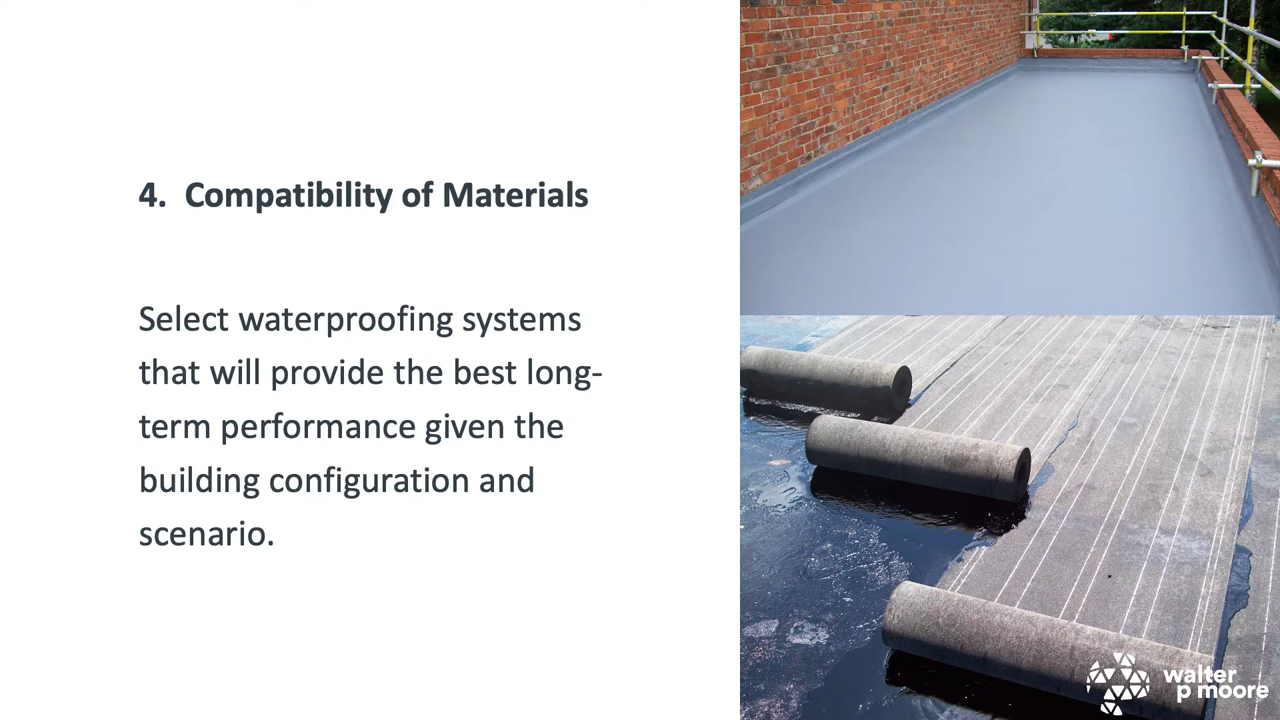 4. Compatibility of Materials
Select waterproofing systems
that will provide the best long-
term performance given the
building configuration and
scenario.
walter
p moore